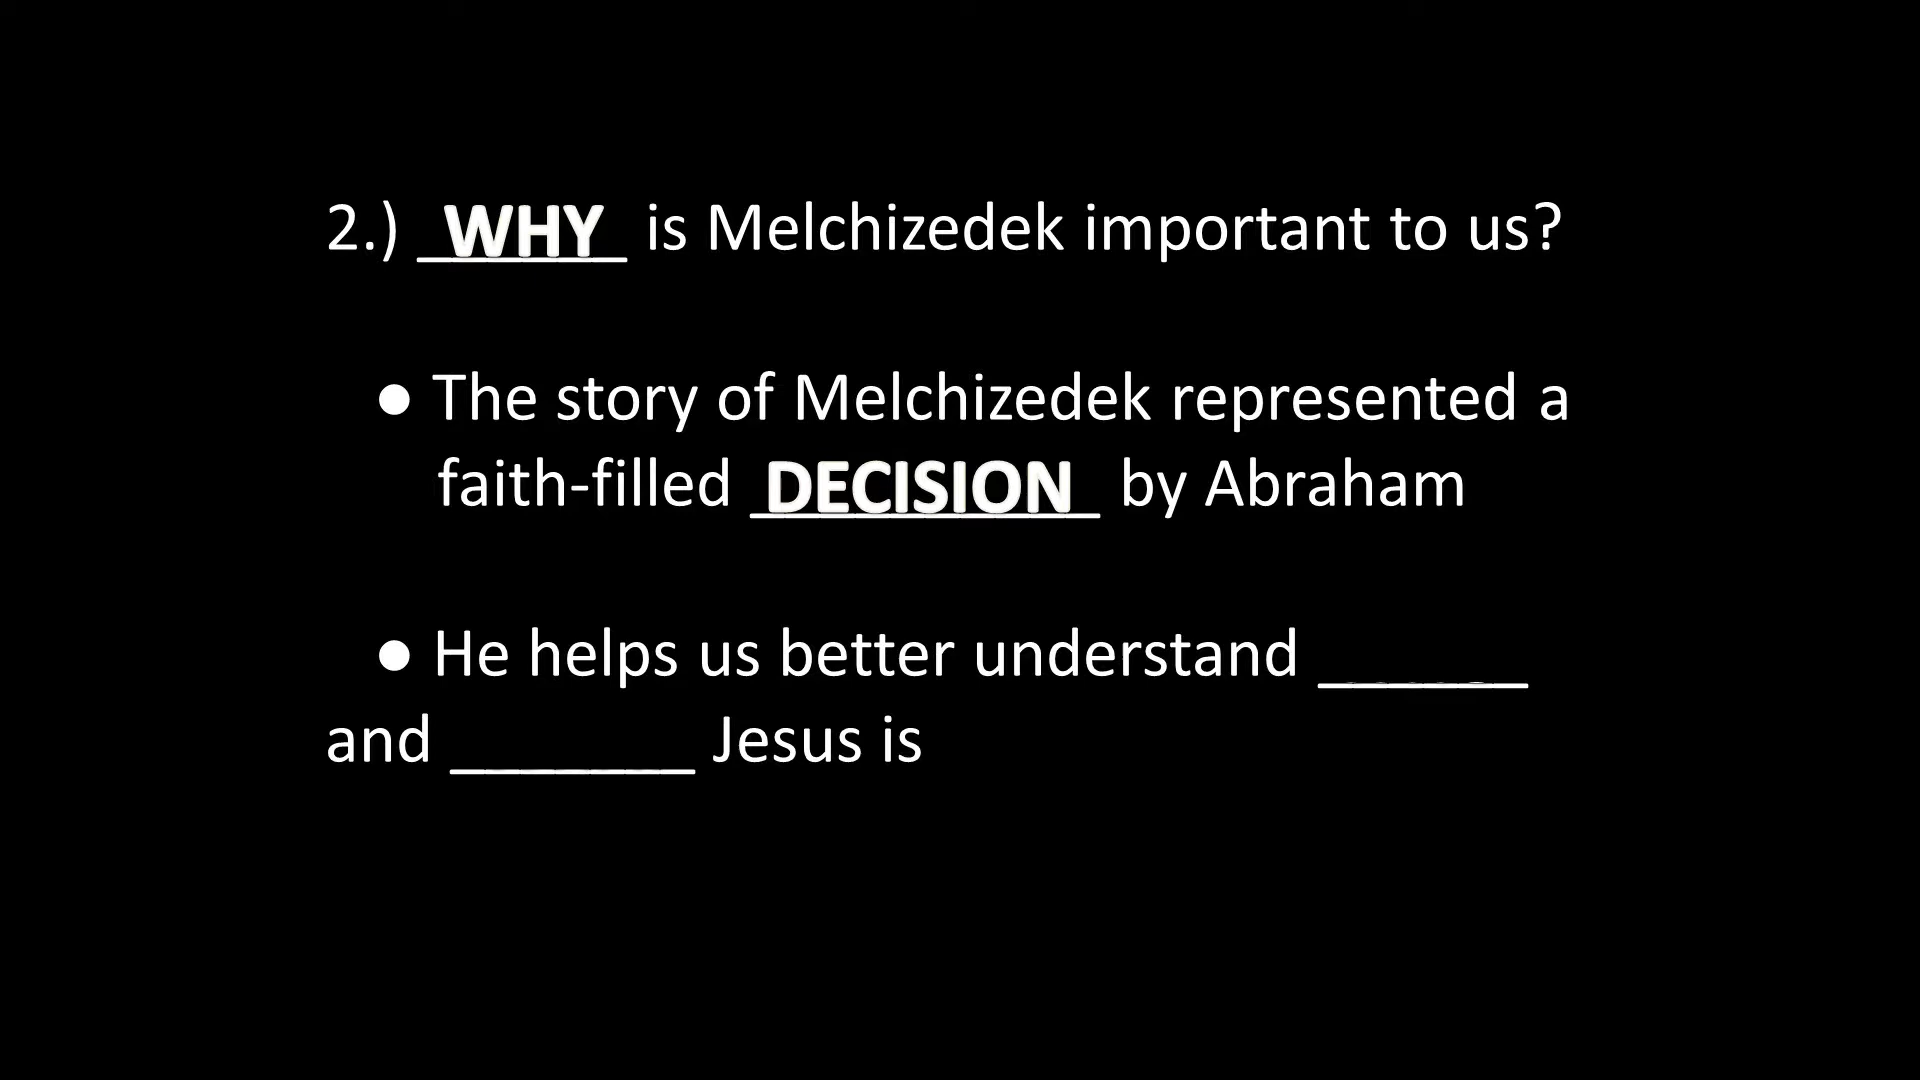 2.) WHY is Melchizedek important to us?
● The story of Melchizedek represented a
faith-filled DECISION by Abraham
● He helps us better understand ______
and _______ Jesus is